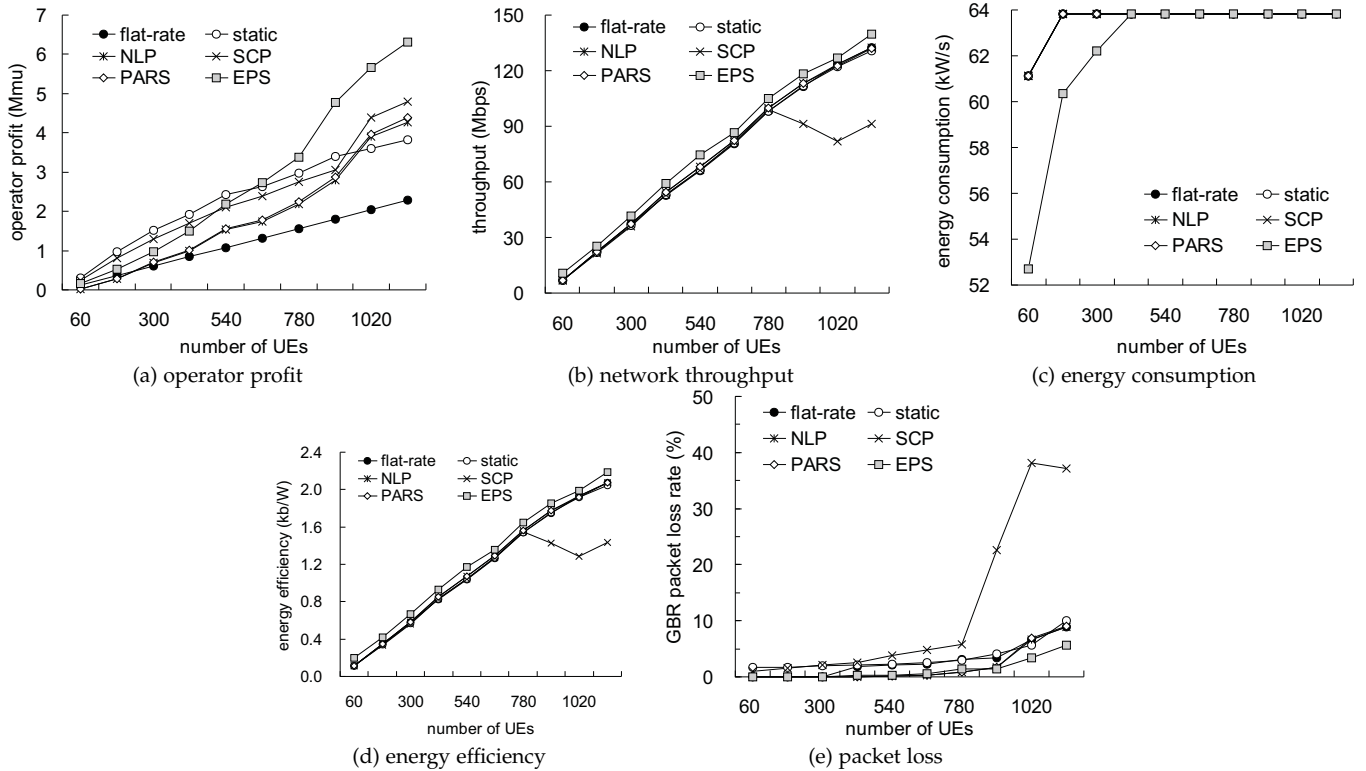 7
6
5
4
3
2
1
0
operator profit (Mmu)
flat-rate static
NLP SCP
PARS EPS
60 300 540 780 1020
number of UEs
(a) operator profit
150
120
90
60
30
0
throughput (Mbps)
flat-rate static
NLP SCP
PARS EPS
60 300 540 780 1020
number of UEs
(b) network throughput
64
62
60
58
56
54
52
energy consumption (kW/s)
flat-rate static
NLP SCP
PARS EPS
60 300 540 780 1020
number of UEs
(c) energy consumption
2.4
2.0
1.6
1.2
0.8
0.4
0.0
energy efficiency (kb/W)
flat-rate static
NLP SCP
PARS EPS
60 300 540 780 1020
number of UEs
(d) energy efficiency
50
40
30
20
10
0
GBR packet loss rate (%)
flat-rate static
NLP SCP
PARS EPS
60 300 540 780 1020
number of UEs
(e) packet loss